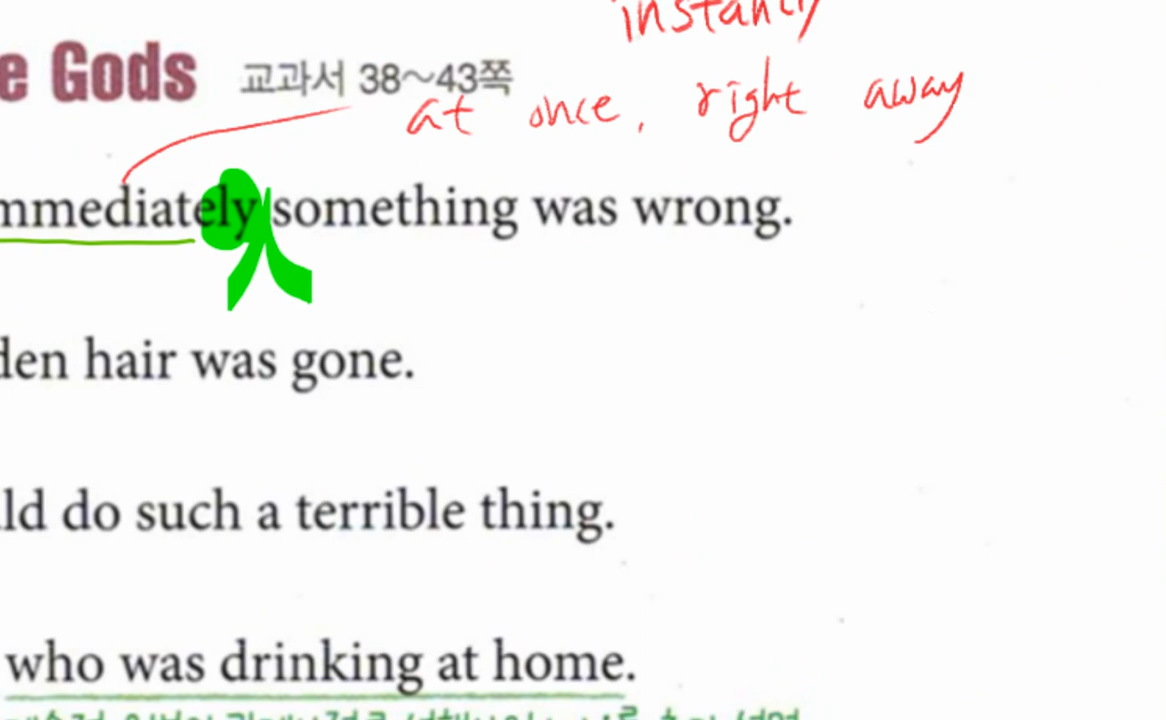 instantly
e Gods 교과서 38~43쪽
at once, right away
mmediately something was wrong.
den hair was gone.
ld do such a terrible thing.
who was drinking at home.